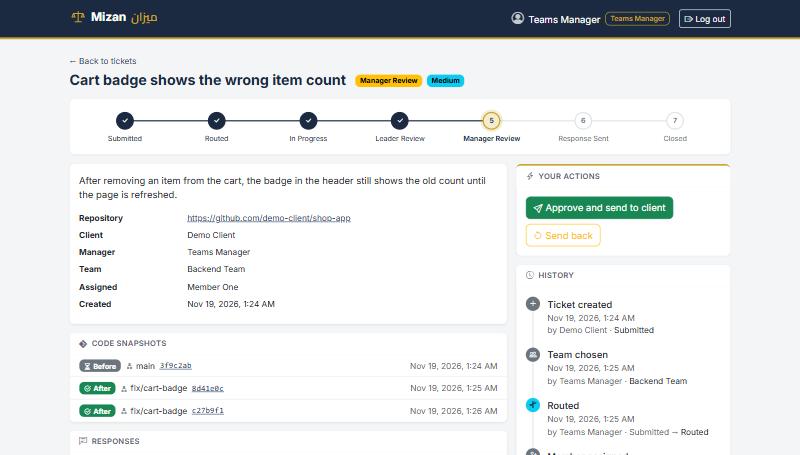 Mizan ميزان
Teams Manager Teams Manager Log out
← Back to tickets
Cart badge shows the wrong item count Manager Review Medium
5 6 7
Submitted Routed In Progress Leader Review Manager Review Response Sent Closed
After removing an item from the cart, the badge in the header still shows the old count until
the page is refreshed.
Repository https://github.com/demo-client/shop-app
Client Demo Client
Manager Teams Manager
Team Backend Team
Assigned Member One
Created Nov 19, 2026, 1:24 AM
CODE SNAPSHOTS
Before main 3f9c2ab Nov 19, 2026, 1:24 AM
After fix/cart-badge 8d41e0c Nov 19, 2026, 1:25 AM
After fix/cart-badge c27b9f1 Nov 19, 2026, 1:26 AM
RESPONSES
YOUR ACTIONS
Approve and send to client
Send back
HISTORY
Ticket created
Nov 19, 2026, 1:24 AM
by Demo Client · Submitted
Team chosen
Nov 19, 2026, 1:25 AM
by Teams Manager · Backend Team
Routed
Nov 19, 2026, 1:25 AM
by Teams Manager · Submitted → Routed